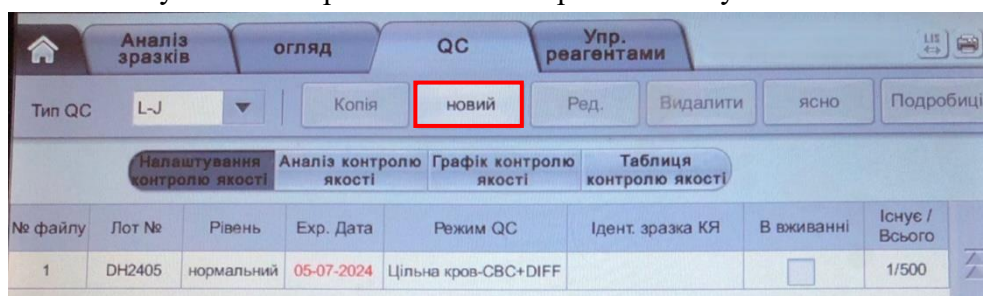 Аналіз зразків
огляд
QC
Упр. реагентами
LIS
Тип QC
L-J
Копія
новий
Ред.
Видалити
ясно
Подробиці
Налаштування контролю якості
Аналіз контролю якості
Графік контролю якості
Таблиця контролю якості
№ файлу
Лот №
Рівень
Exp. Дата
Режим QC
Ідент. зразка КЯ
В вживанні
Існує / Всього
1
DH2405
нормальний
05-07-2024
Цільна кров-CBC+DIFF
1/500